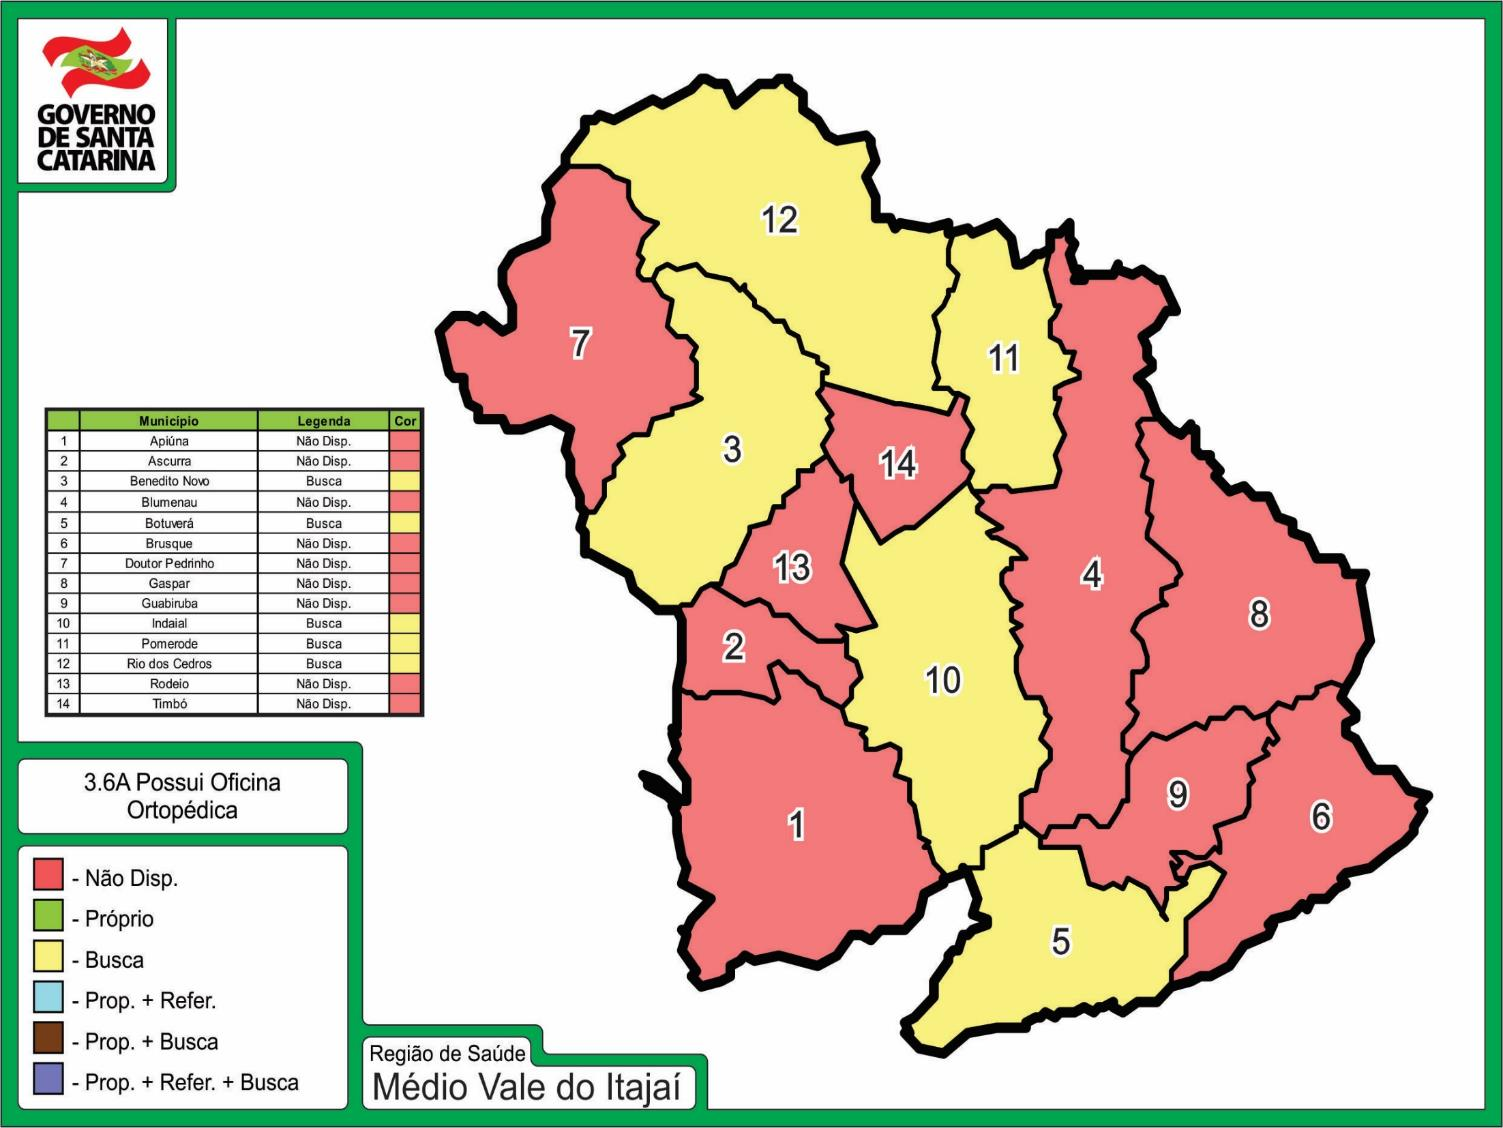 GOVERNO
DE SANTA
CATARINA
12
7
11
3
14
13
4
8
2
10
9
1
6
5
Município Legenda Cor
1 Apiúna Não Disp.
2 Ascurra Não Disp.
3 Benedito Novo Busca
4 Blumenau Não Disp.
5 Botuverá Busca
6 Brusque Não Disp.
7 Doutor Pedrinho Não Disp.
8 Gaspar Não Disp.
9 Guabiruba Não Disp.
10 Indaial Busca
11 Pomerode Busca
12 Rio dos Cedros Busca
13 Rodeio Não Disp.
14 Timbó Não Disp.
3.6A Possui Oficina
Ortopédica
- Não Disp.
- Próprio
- Busca
- Prop. + Refer.
- Prop. + Busca
- Prop. + Refer. + Busca
Região de Saúde
Médio Vale do Itajaí